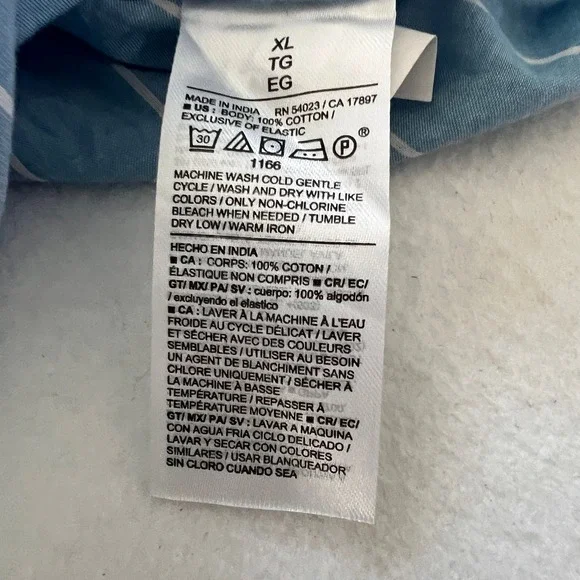 XL
TG
EG
MADE IN INDIA RN 54023 / CA 17897
■ US : BODY: 100% COTTON /
EXCLUSIVE OF ELASTIC
30 P ®
1166
MACHINE WASH COLD GENTLE
CYCLE / WASH AND DRY WITH LIKE
COLORS / ONLY NON-CHLORINE
BLEACH WHEN NEEDED / TUMBLE
DRY LOW / WARM IRON
HECHO EN INDIA
■ CA : CORPS: 100% COTON /
ÉLASTIQUE NON COMPRIS ■ CR/ EC/
GT/ MX/ PA/ SV : cuerpo: 100% algodón
/ excluyendo el elastico
■ CA : LAVER À LA MACHINE À L'EAU
FROIDE AU CYCLE DÉLICAT / LAVER
ET SÉCHER AVEC DES COULEURS
SEMBLABLES / UTILISER AU BESOIN
UN AGENT DE BLANCHIMENT SANS
CHLORE UNIQUEMENT / SÉCHER À
LA MACHINE À BASSE
TEMPÉRATURE / REPASSER À
TEMPÉRATURE MOYENNE ■ CR/ EC/
GT/ MX/ PA/ SV : LAVAR A MAQUINA
CON AGUA FRIA CICLO DELICADO /
LAVAR Y SECAR CON COLORES
SIMILARES / USAR BLANQUEADOR
SIN CLORO CUANDO SEA